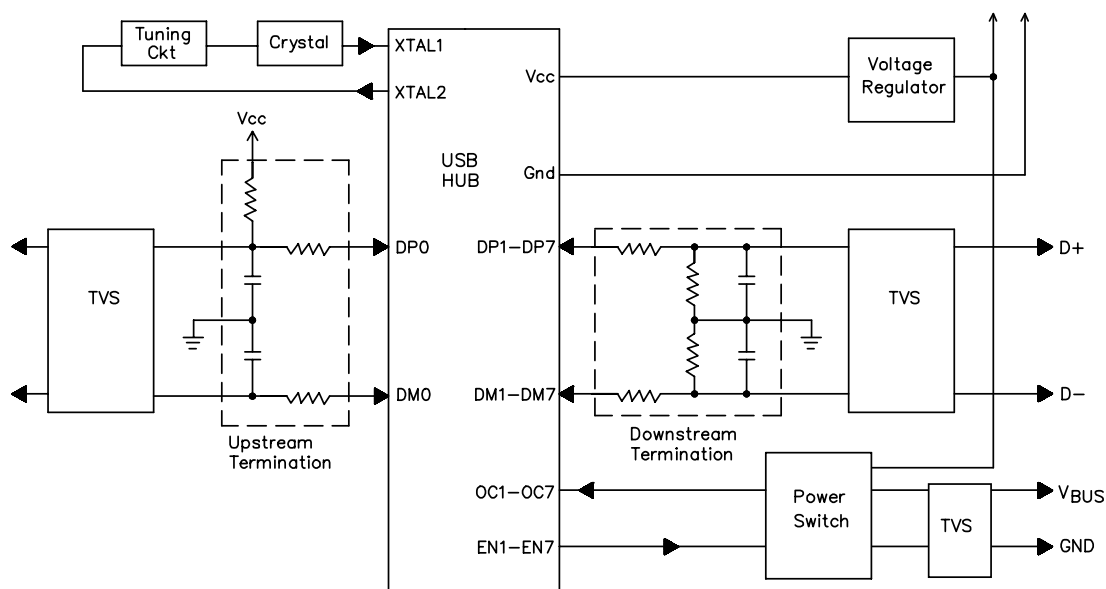 Tuning
Ckt
Crystal
XTAL1
XTAL2
Vcc
Voltage
Regulator
Vcc
USB
HUB
Gnd
DP0
DP1-DP7
D+
TVS
TVS
DM0
DM1-DM7
D-
Upstream
Termination
Downstream
Termination
OC1-OC7
Power
Switch
TVS
VBUS
EN1-EN7
GND